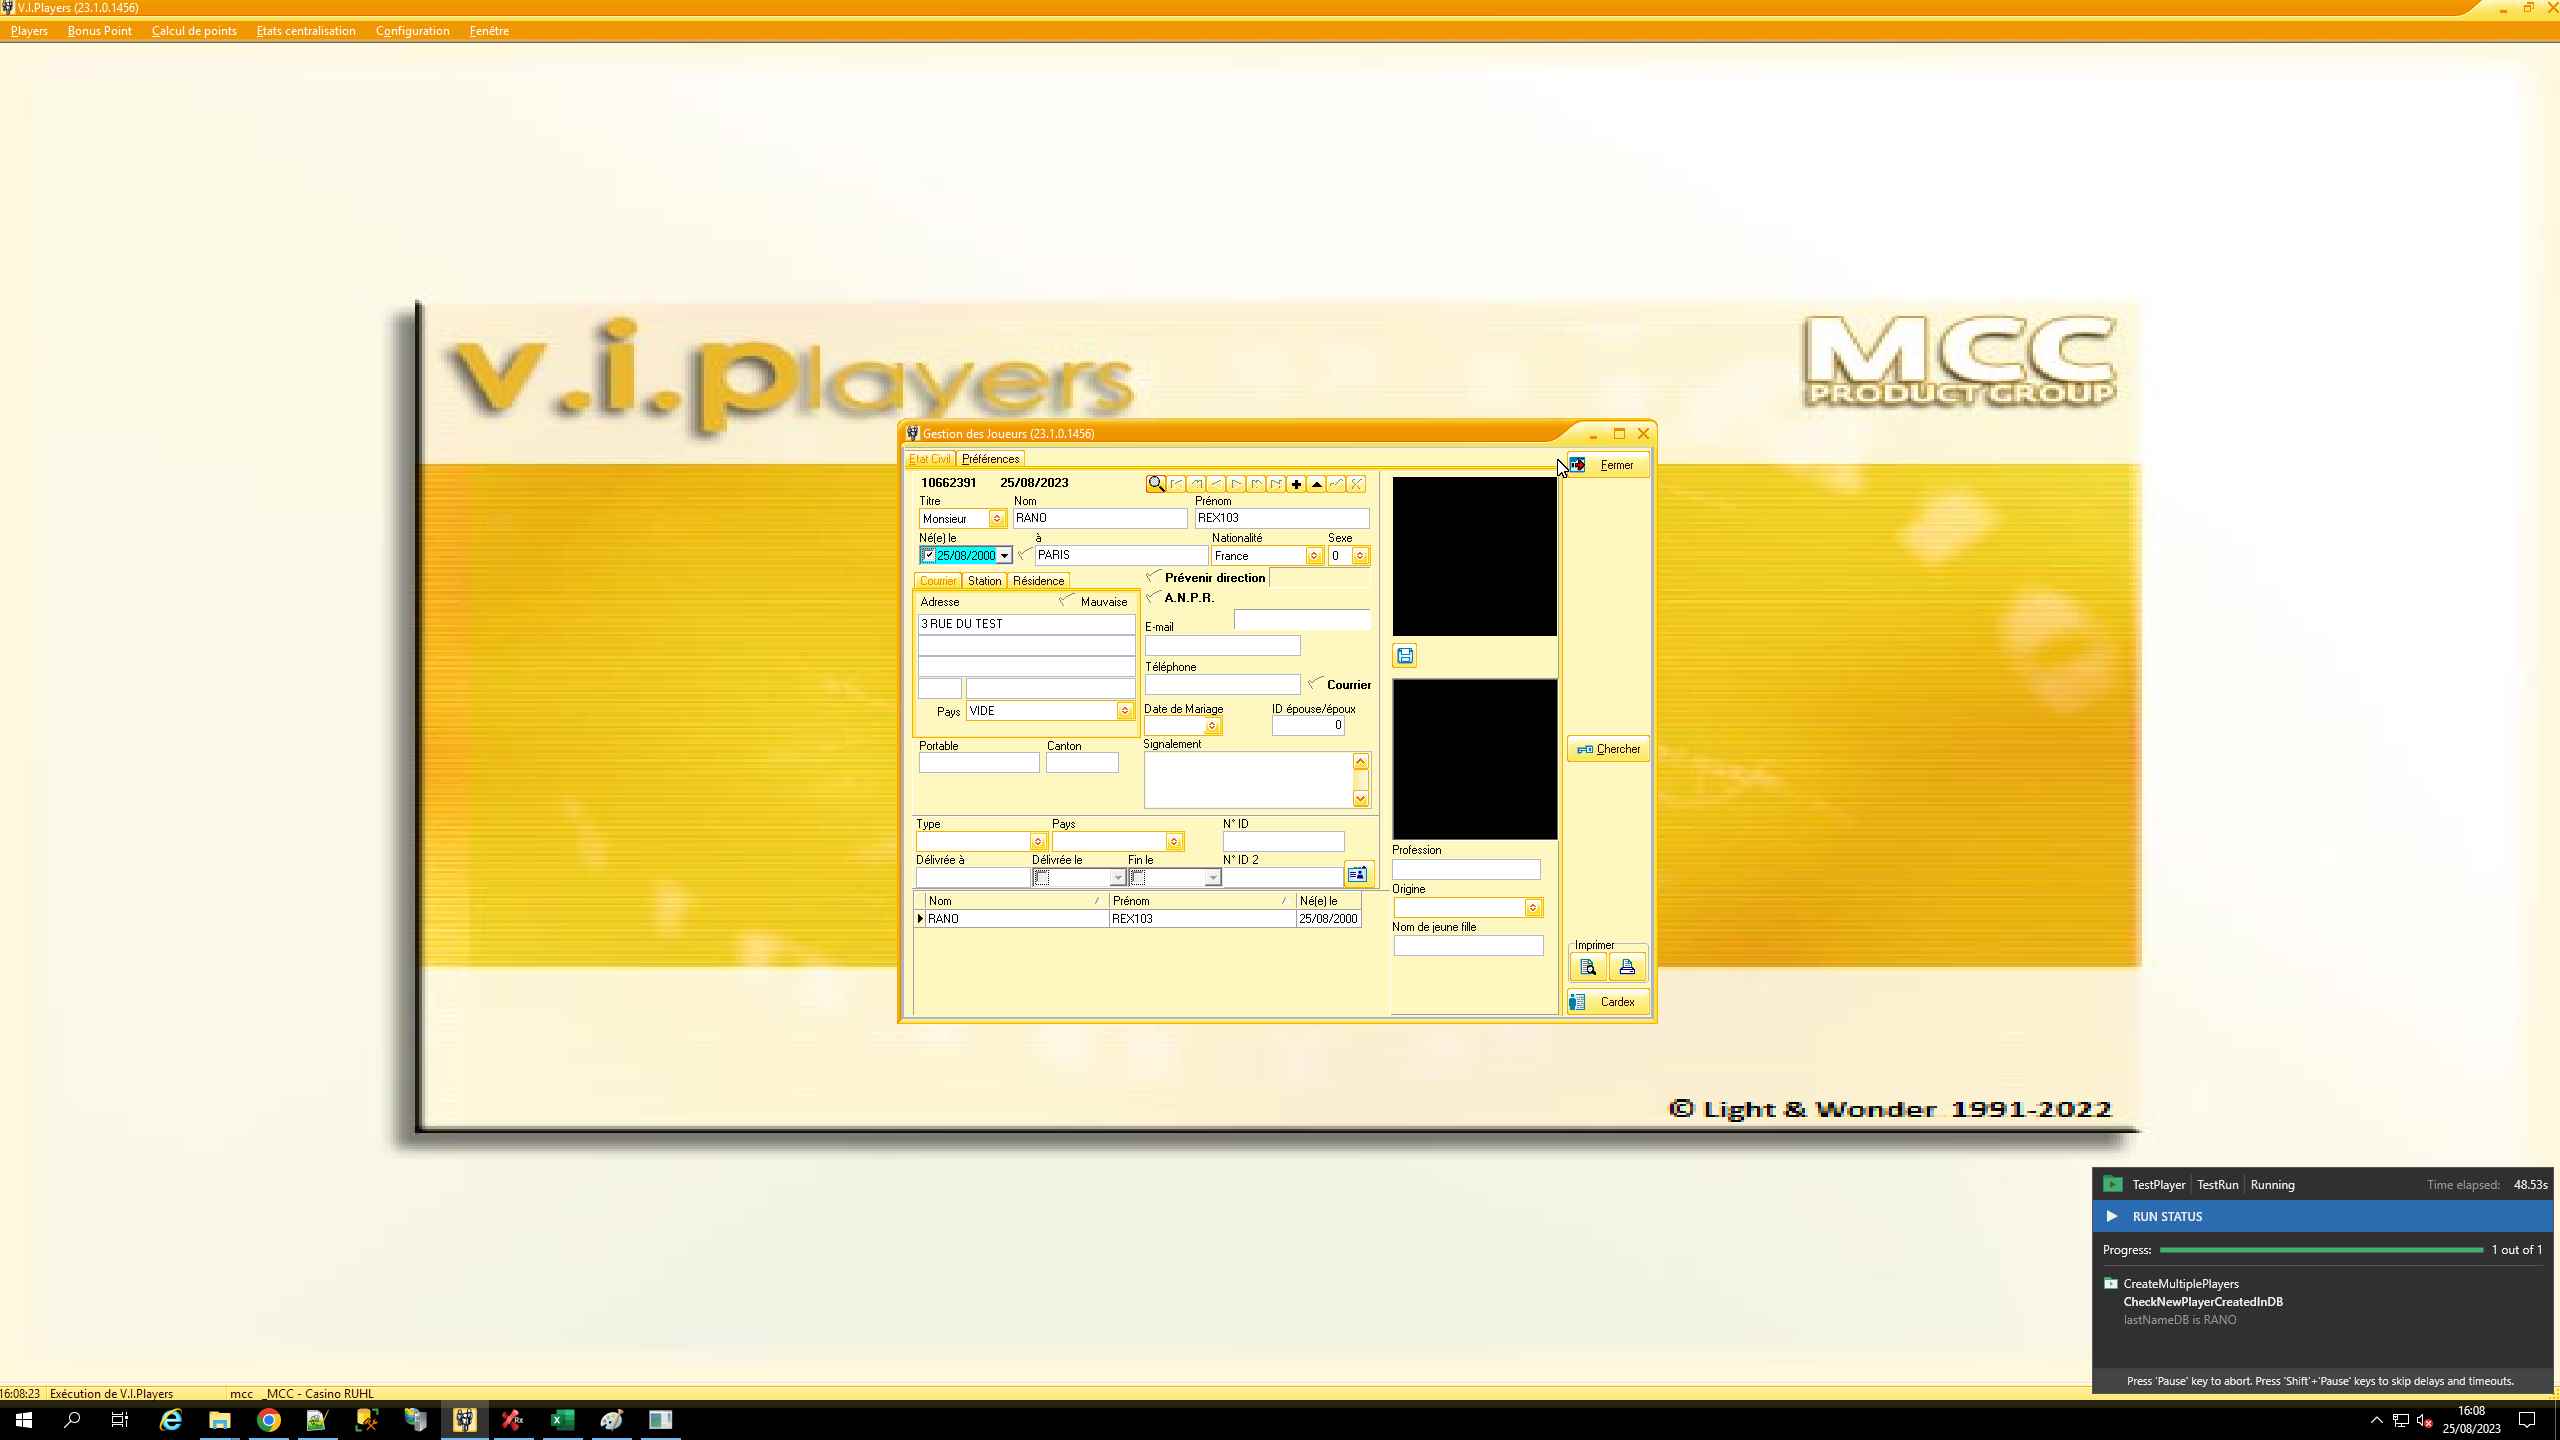 V.I.Players (23.1.0.1456)
Players Bonus Point Calcul de points Etats centralisation Configuration Fenêtre
v.i.players
MCC
PRODUCT GROUP
Gestion des Joueurs (23.1.0.1456)
Etat Civil Préférences
Fermer
10662391 25/08/2023
Titre Nom Prénom
Monsieur RANO REX103
Né(e) le à Nationalité Sexe
25/08/2000 PARIS France 0
Courrier Station Résidence
Prévenir direction
A.N.P.R.
Adresse Mauvaise
3 RUE DU TEST
E-mail
Téléphone
Courrier
Pays VIDE
Date de Mariage ID épouse/époux
0
Portable Canton
Signalement
Chercher
Type Pays N° ID
Délivrée à Délivrée le Fin le N° ID 2
Profession
Origine
Nom de jeune fille
Nom Prénom Né(e) le
RANO REX103 25/08/2000
Imprimer
Cardex
© Light & Wonder 1991-2022
TestPlayer TestRun Running Time elapsed: 48.53s
RUN STATUS
Progress: 1 out of 1
CreateMultiplePlayers
CheckNewPlayerCreatedInDB
lastNameDB is RANO
Press 'Pause' key to abort. Press 'Shift'+'Pause' keys to skip delays and timeouts.
16:08:23 Exécution de V.I.Players mcc _MCC - Casino RUHL
16:08
25/08/2023